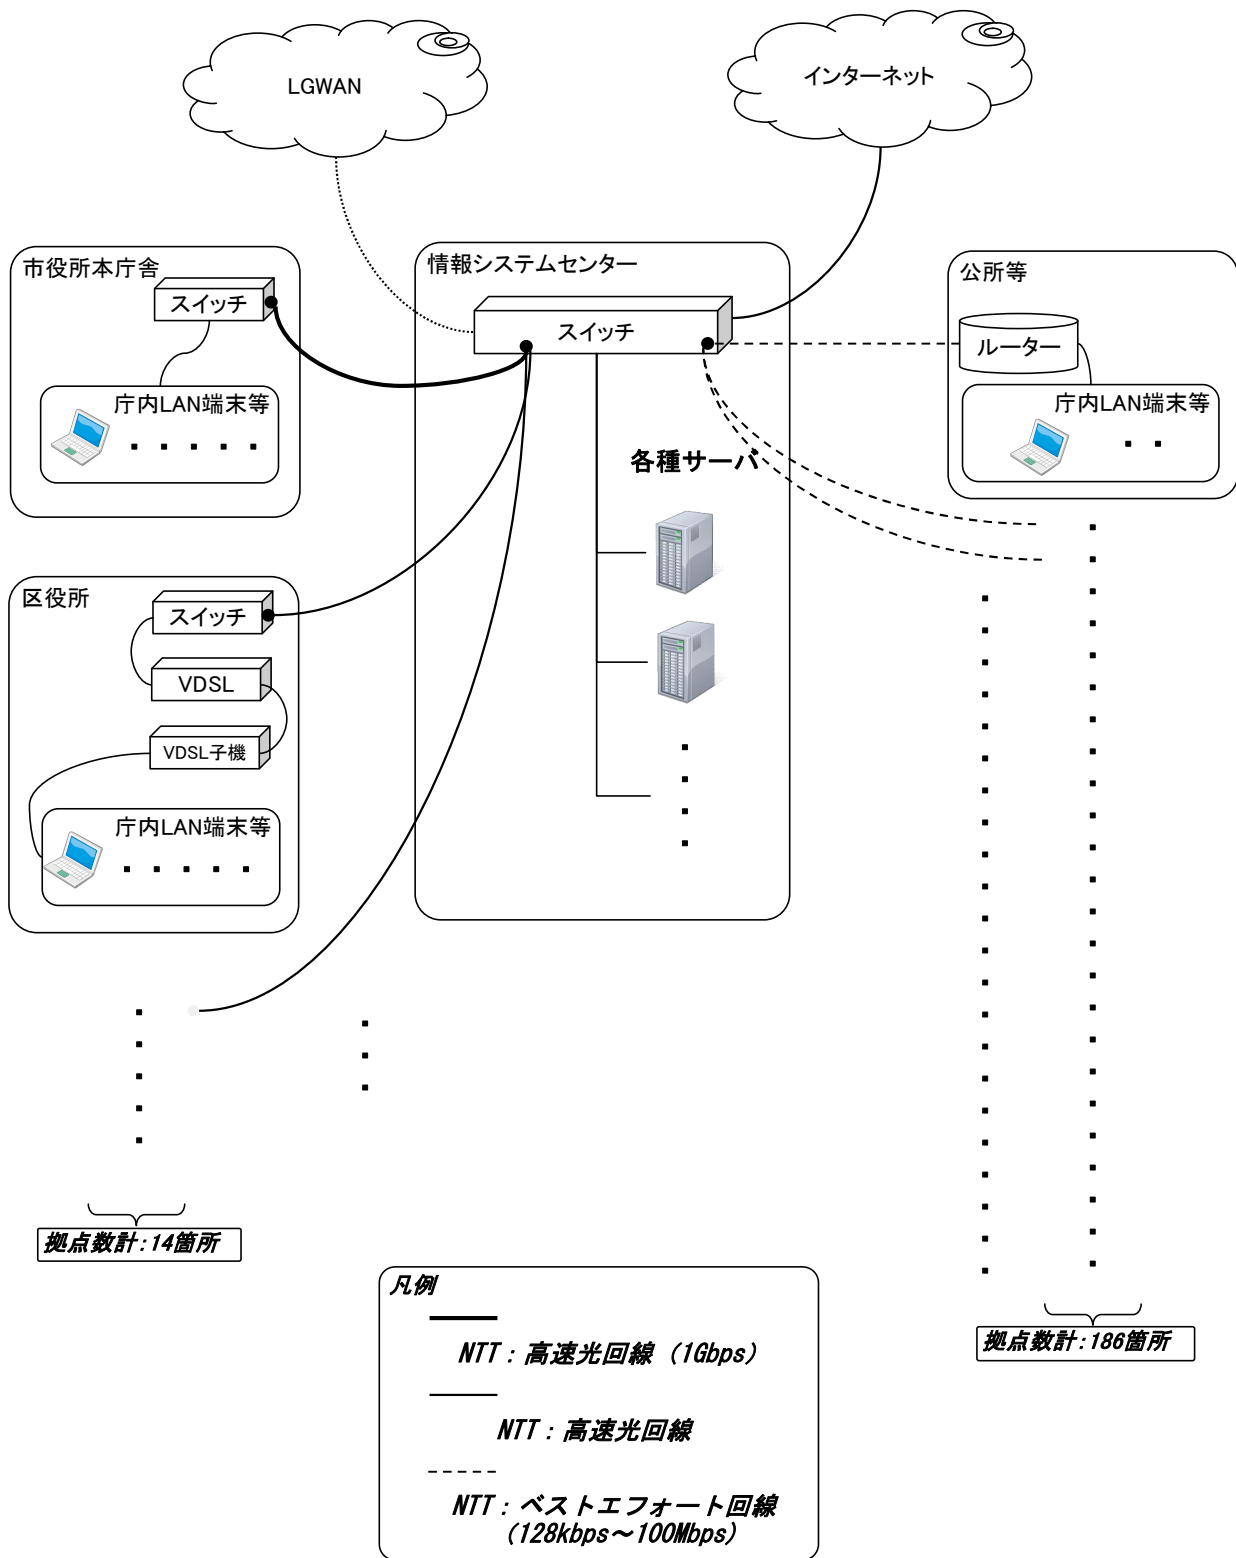 LGWAN
インターネット
市役所本庁舎
スイッチ
庁内LAN端末等
情報システムセンター
スイッチ
各種サーバ
公所等
ルーター
庁内LAN端末等
区役所
スイッチ
VDSL
VDSL子機
庁内LAN端末等
拠点数計：14箇所
拠点数計：186箇所
凡例
NTT：高速光回線（1Gbps）
NTT：高速光回線
NTT：ベストエフォート回線
（128kbps～100Mbps）